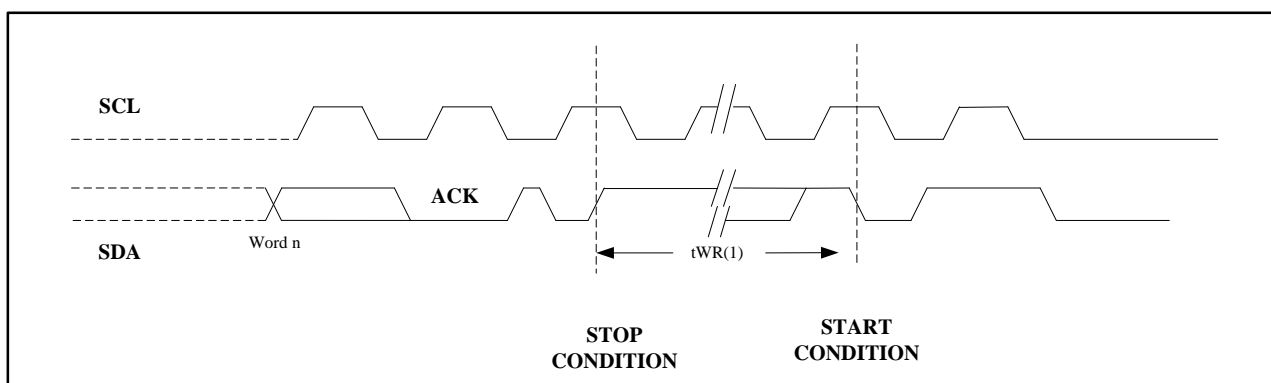 SCL
ACK
Word n
SDA
tWR(1)
STOP
CONDITION
START
CONDITION